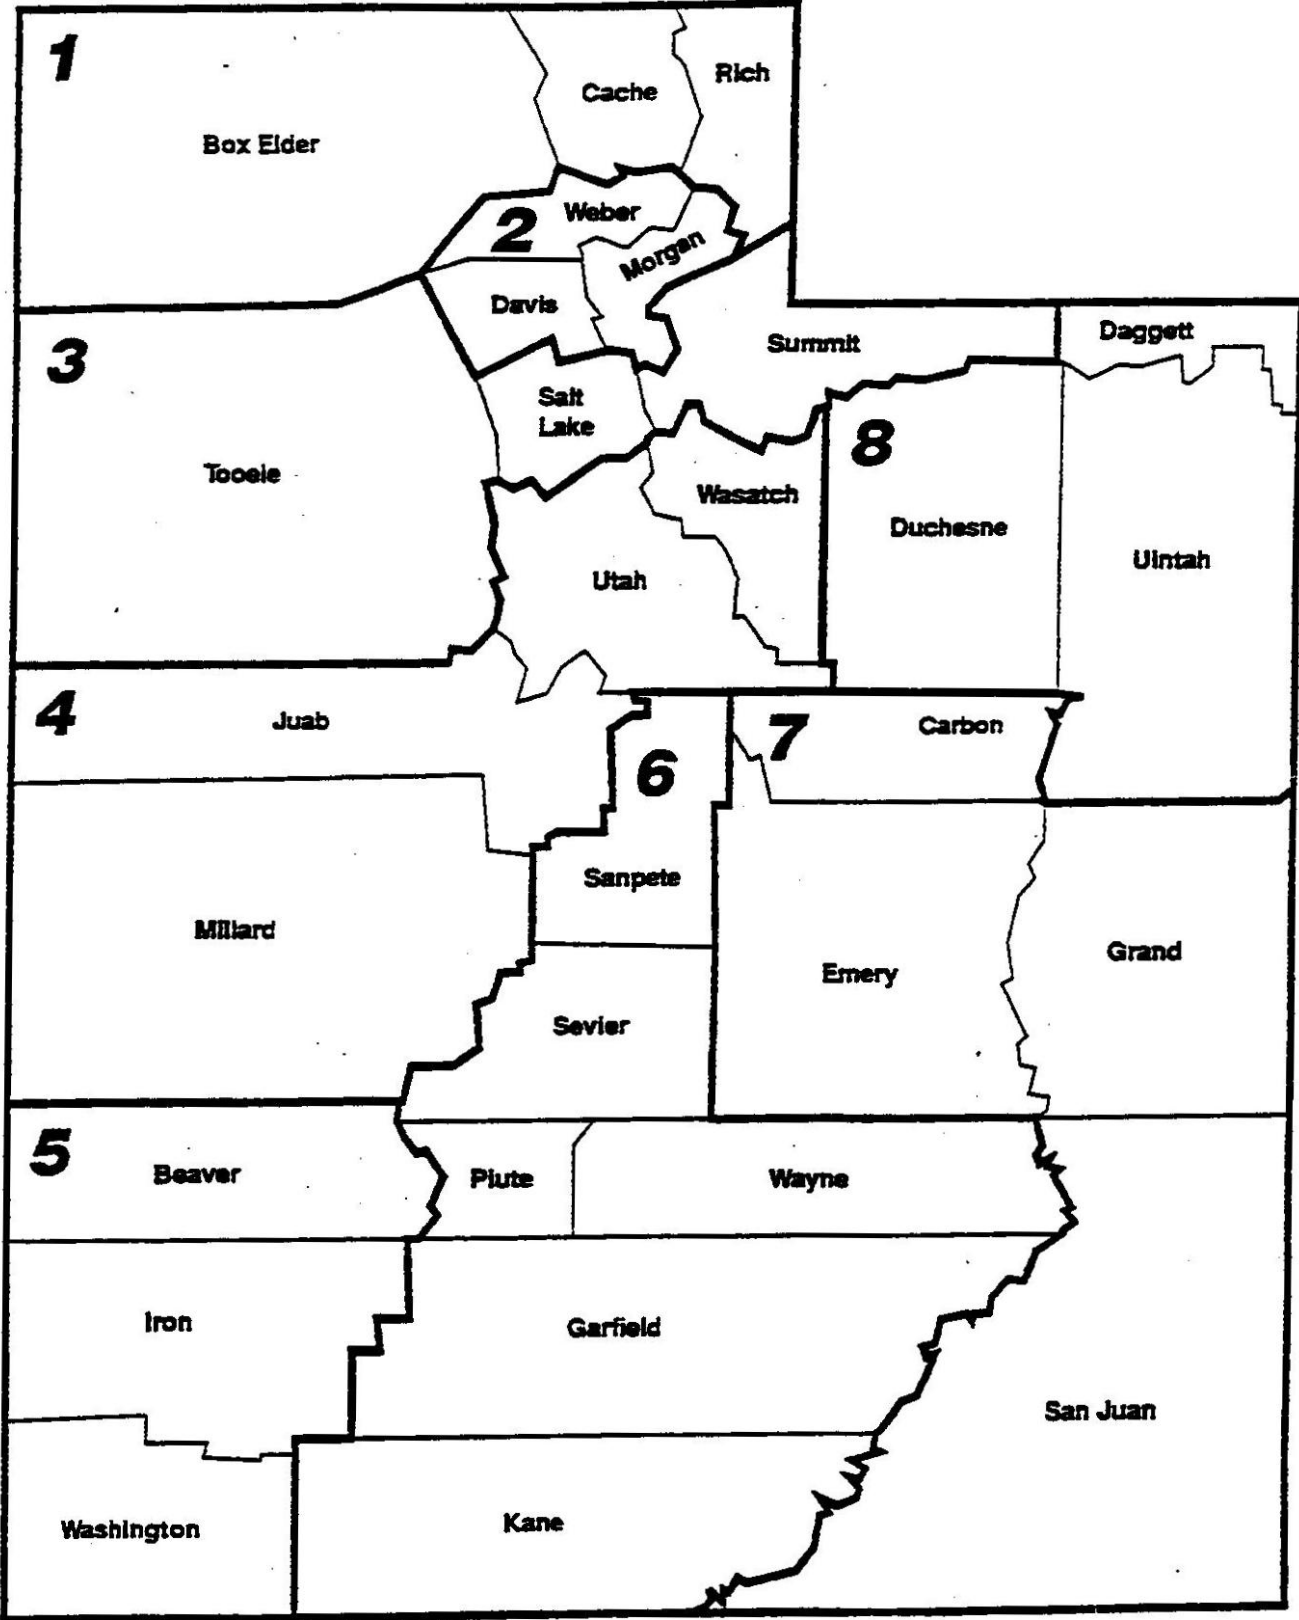 1
Cache
Rich
Box Elder
2
Weber
Morgan
Davis
3
Summit
Daggett
Salt
Lake
8
Tooele
Wasatch
Duchesne
Uintah
Utah
4
Juab
6
7
Carbon
Sanpete
Millard
Emery
Grand
Sevier
5
Beaver
Piute
Wayne
Iron
Garfield
San Juan
Washington
Kane